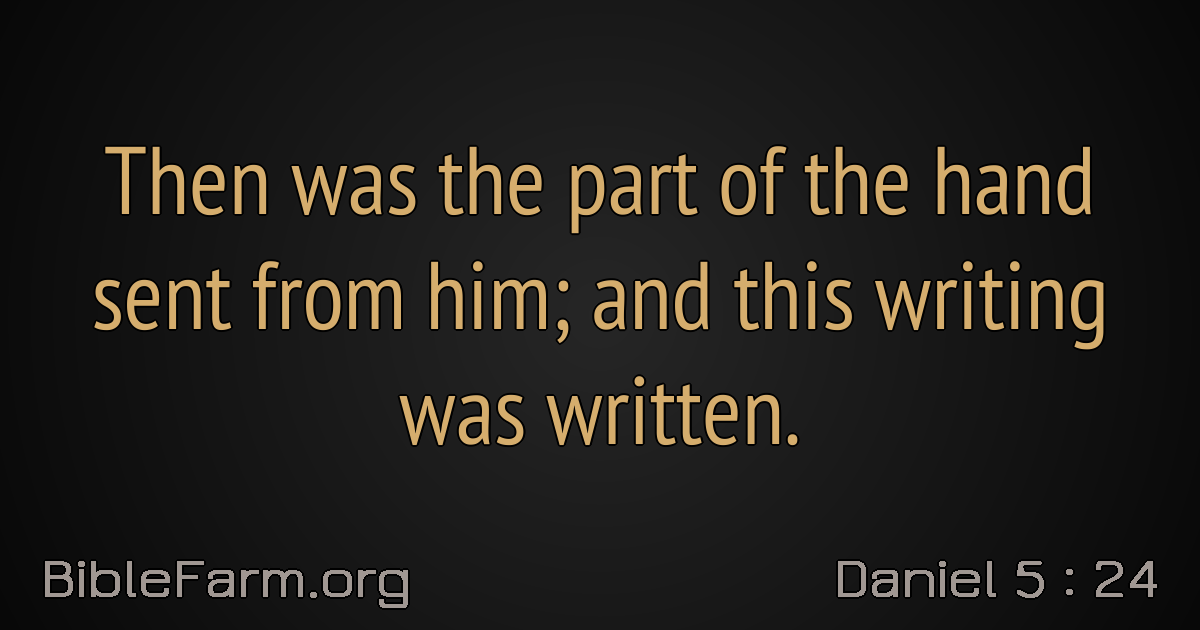 Then was the part of the hand
sent from him; and this writing
was written.
BibleFarm.org
Daniel 5 : 24